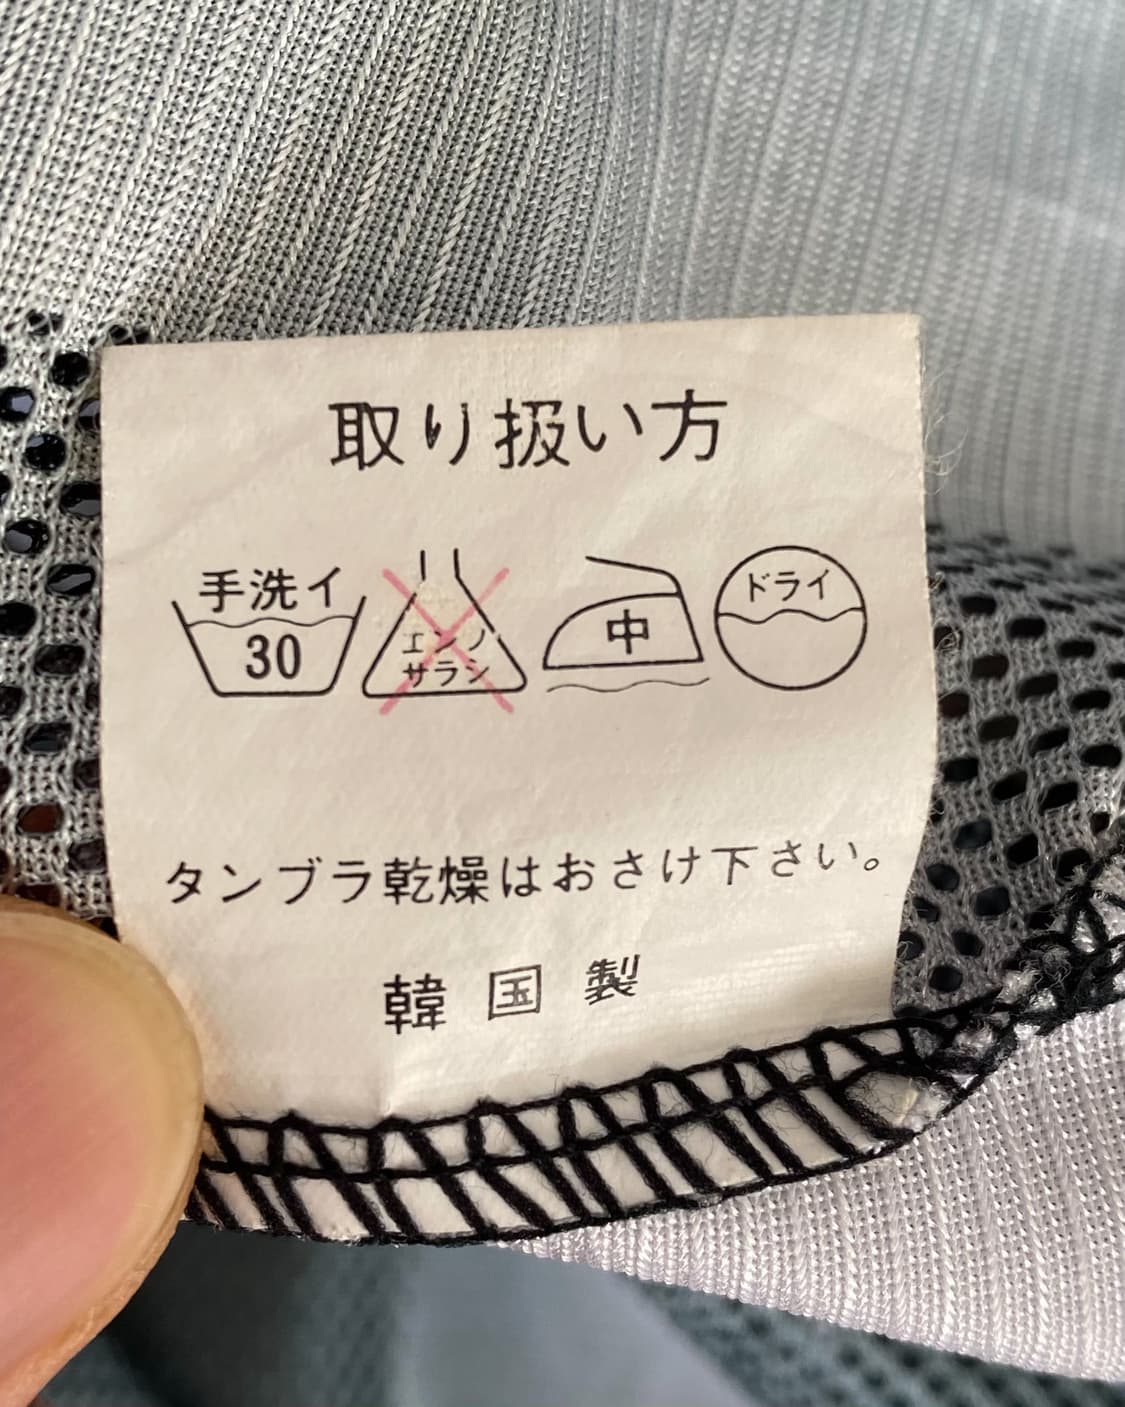 取り扱い方
手洗イ
30
エンソ
サラシ
中
ドライ
タンブラ乾燥はおさけ下さい。
韓国製